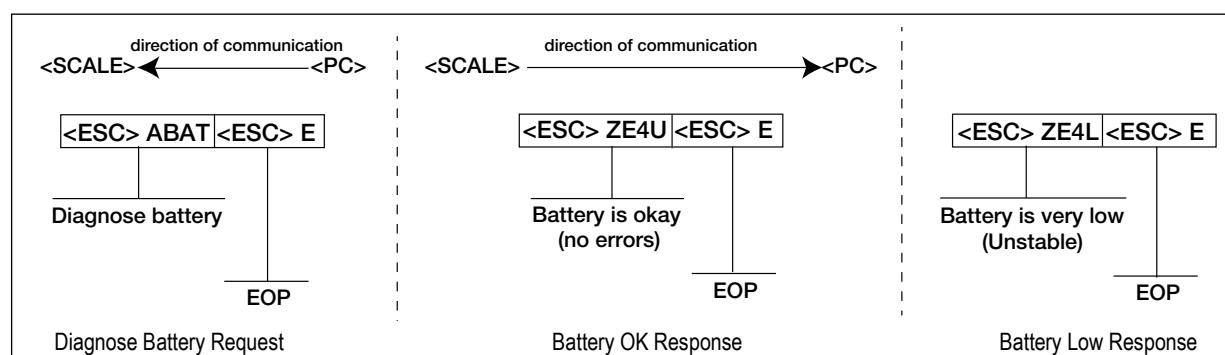 direction of communication
<SCALE> <PC>
<ESC> ABAT <ESC> E
Diagnose battery
EOP
Diagnose Battery Request
direction of communication
<SCALE> <PC>
<ESC> ZE4U <ESC> E
Battery is okay
(no errors)
EOP
Battery OK Response
<ESC> ZE4L <ESC> E
Battery is very low
(Unstable)
EOP
Battery Low Response